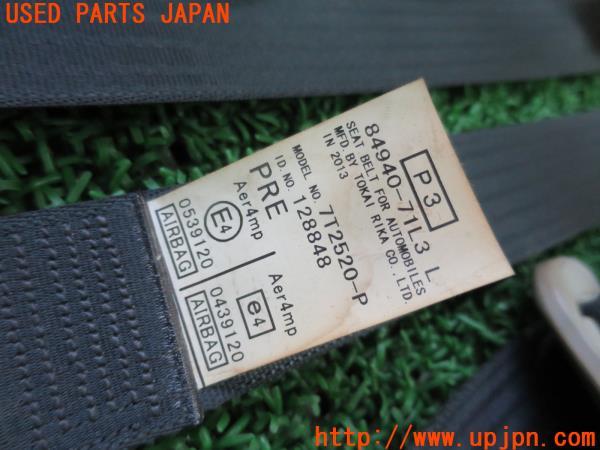 USED PARTS JAPAN
P3
84940-71L3 L
SEAT BELT FOR AUTOMOBILES
MFD BY TOKAI RIKA CO., LTD.
IN 2013
MODEL NO. 7T2520-P
ID. NO. 128848
PRE
Aer4mp
Aer4mp
E4
e4
0539120
0439120
AIRBAG
AIRBAG
U P J
http://www.upjpn.com